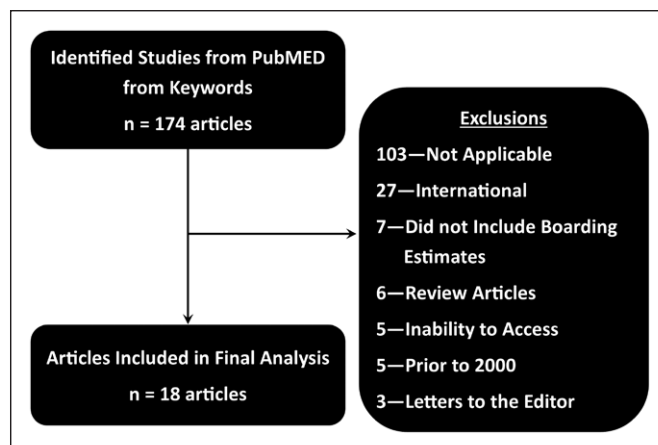 Identified Studies from PubMED
from Keywords
n = 174 articles
Exclusions
103—Not Applicable
27—International
7—Did not Include Boarding
Estimates
6—Review Articles
5—Inability to Access
5—Prior to 2000
3—Letters to the Editor
Articles Included in Final Analysis
n = 18 articles